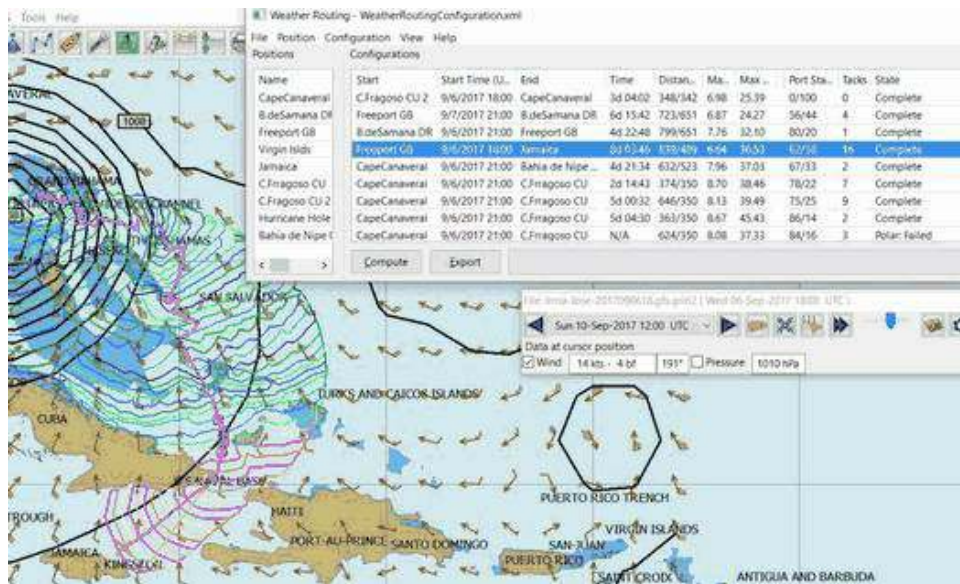 Tools Help
Weather Routing - WeatherRoutingConfiguration.xml
File Position Configuration View Help
Positions
Configurations
Name Start Start Time (U... End Time Distan... Ma... Max ... Port Sta... Tacks State
CapeCanaveral C.Fragoso CU 2 9/6/2017 18:00 CapeCanaveral 3d 04:02 348/342 6.98 25.39 0/100 0 Complete
B.deSamana DR Freeport GB 9/7/2017 21:00 B.deSamana DR 6d 15:42 723/651 6.87 24.27 56/44 4 Complete
Freeport GB B.deSamana DR 9/6/2017 21:00 Freeport GB 4d 22:48 799/651 7.76 32.10 80/20 1 Complete
Virgin Islds Freeport GB 9/6/2017 18:00 Jamaica 16 Complete
Jamaica CapeCanaveral 9/6/2017 21:00 Bahia de Nipe ... 4d 21:34 632/523 7.96 37.03 67/33 2 Complete
C.Frragoso CU CapeCanaveral 9/6/2017 21:00 C.Frragoso CU 2d 14:43 374/350 8.70 38.46 78/22 7 Complete
C.Fragoso CU 2 CapeCanaveral 9/6/2017 21:00 C.Frragoso CU 5d 00:32 646/350 8.13 39.49 75/25 9 Complete
Hurricane Hole CapeCanaveral 9/6/2017 21:00 C.Frragoso CU 5d 04:30 363/350 8.67 45.43 86/14 2 Complete
Bahia de Nipe C CapeCanaveral 9/6/2017 21:00 C.Frragoso CU N/A 624/350 8.08 37.33 84/16 3 Polar: Failed
Compute Export
Sun 10-Sep-2017 12:00 UTC
Data at cursor position
Wind 14 kts - 4 bf 191° Pressure 1010 hPa
1008
GRAND BAHAMA
SAN SALVADOR
TURKS AND CAICOS ISLANDS
CUBA
S NAVAL BASE
HAITI
PUERTO RICO TRENCH
PORT-AU-PRINCE SANTO DOMINGO
VIRGIN ISLANDS
SAN JUAN
PUERTO RICO
JAMAICA
KINGSTON
SAINT CROIX
ANTIGUA AND BARBUDA